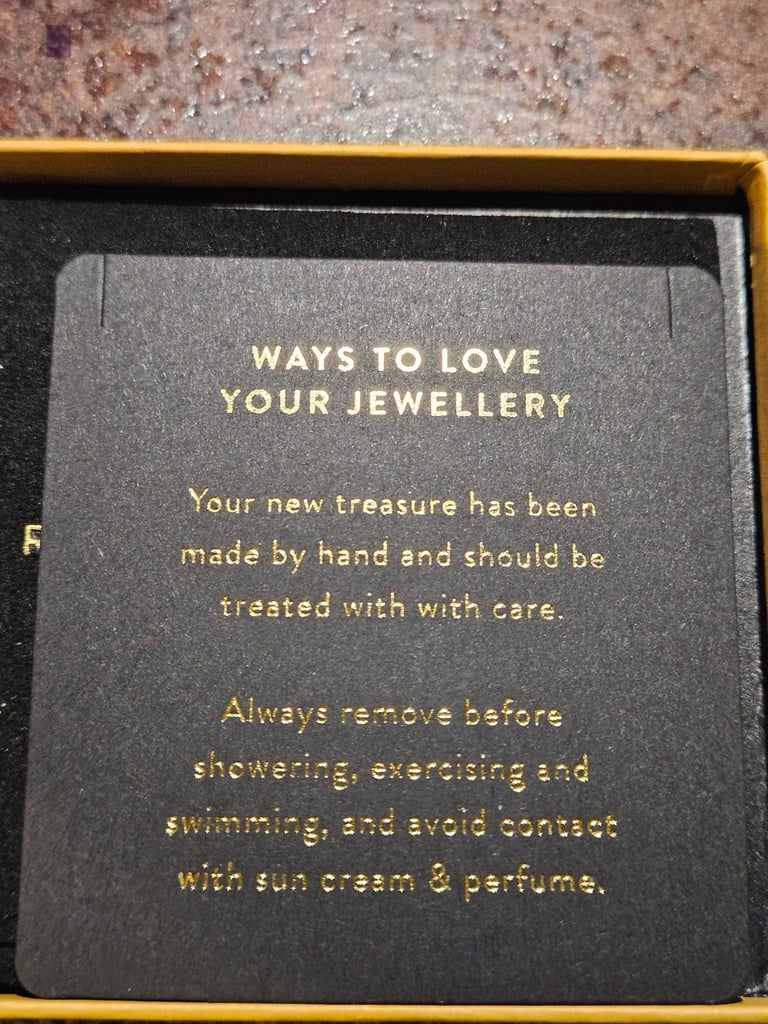 WAYS TO LOVE
YOUR JEWELLERY
Your new treasure has been
made by hand and should be
treated with with care.
Always remove before
showering, exercising and
swimming, and avoid contact
with sun cream & perfume.